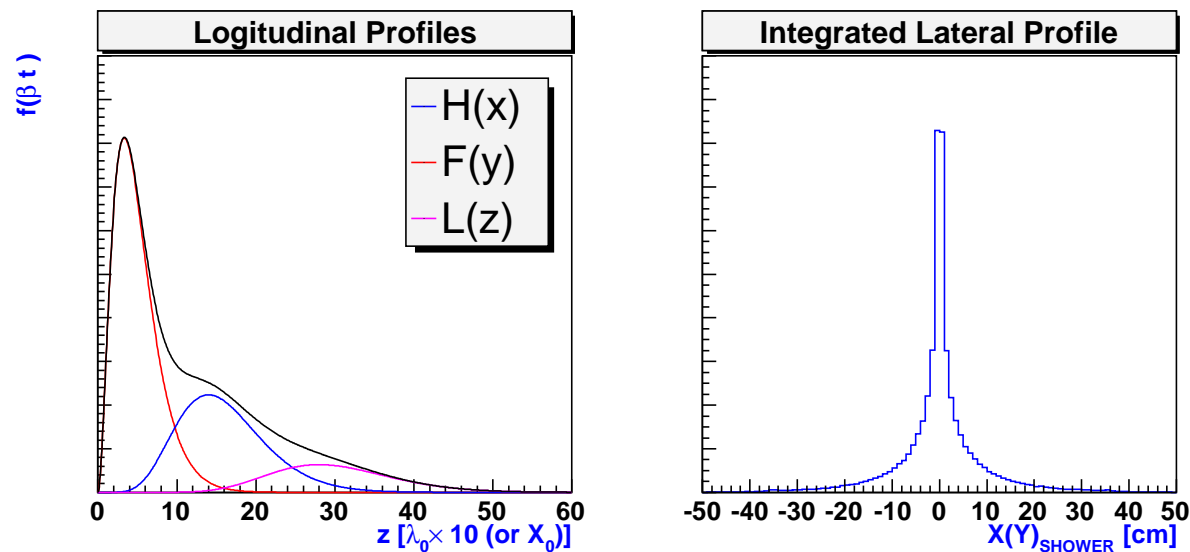 Logitudinal Profiles
f(β t )
H(x)
F(y)
L(z)
0 10 20 30 40 50 60
z [λ₀× 10 (or X₀)]
Integrated Lateral Profile
-50 -40 -30 -20 -10 0 10 20 30 40 50
X(Y)SHOWER [cm]